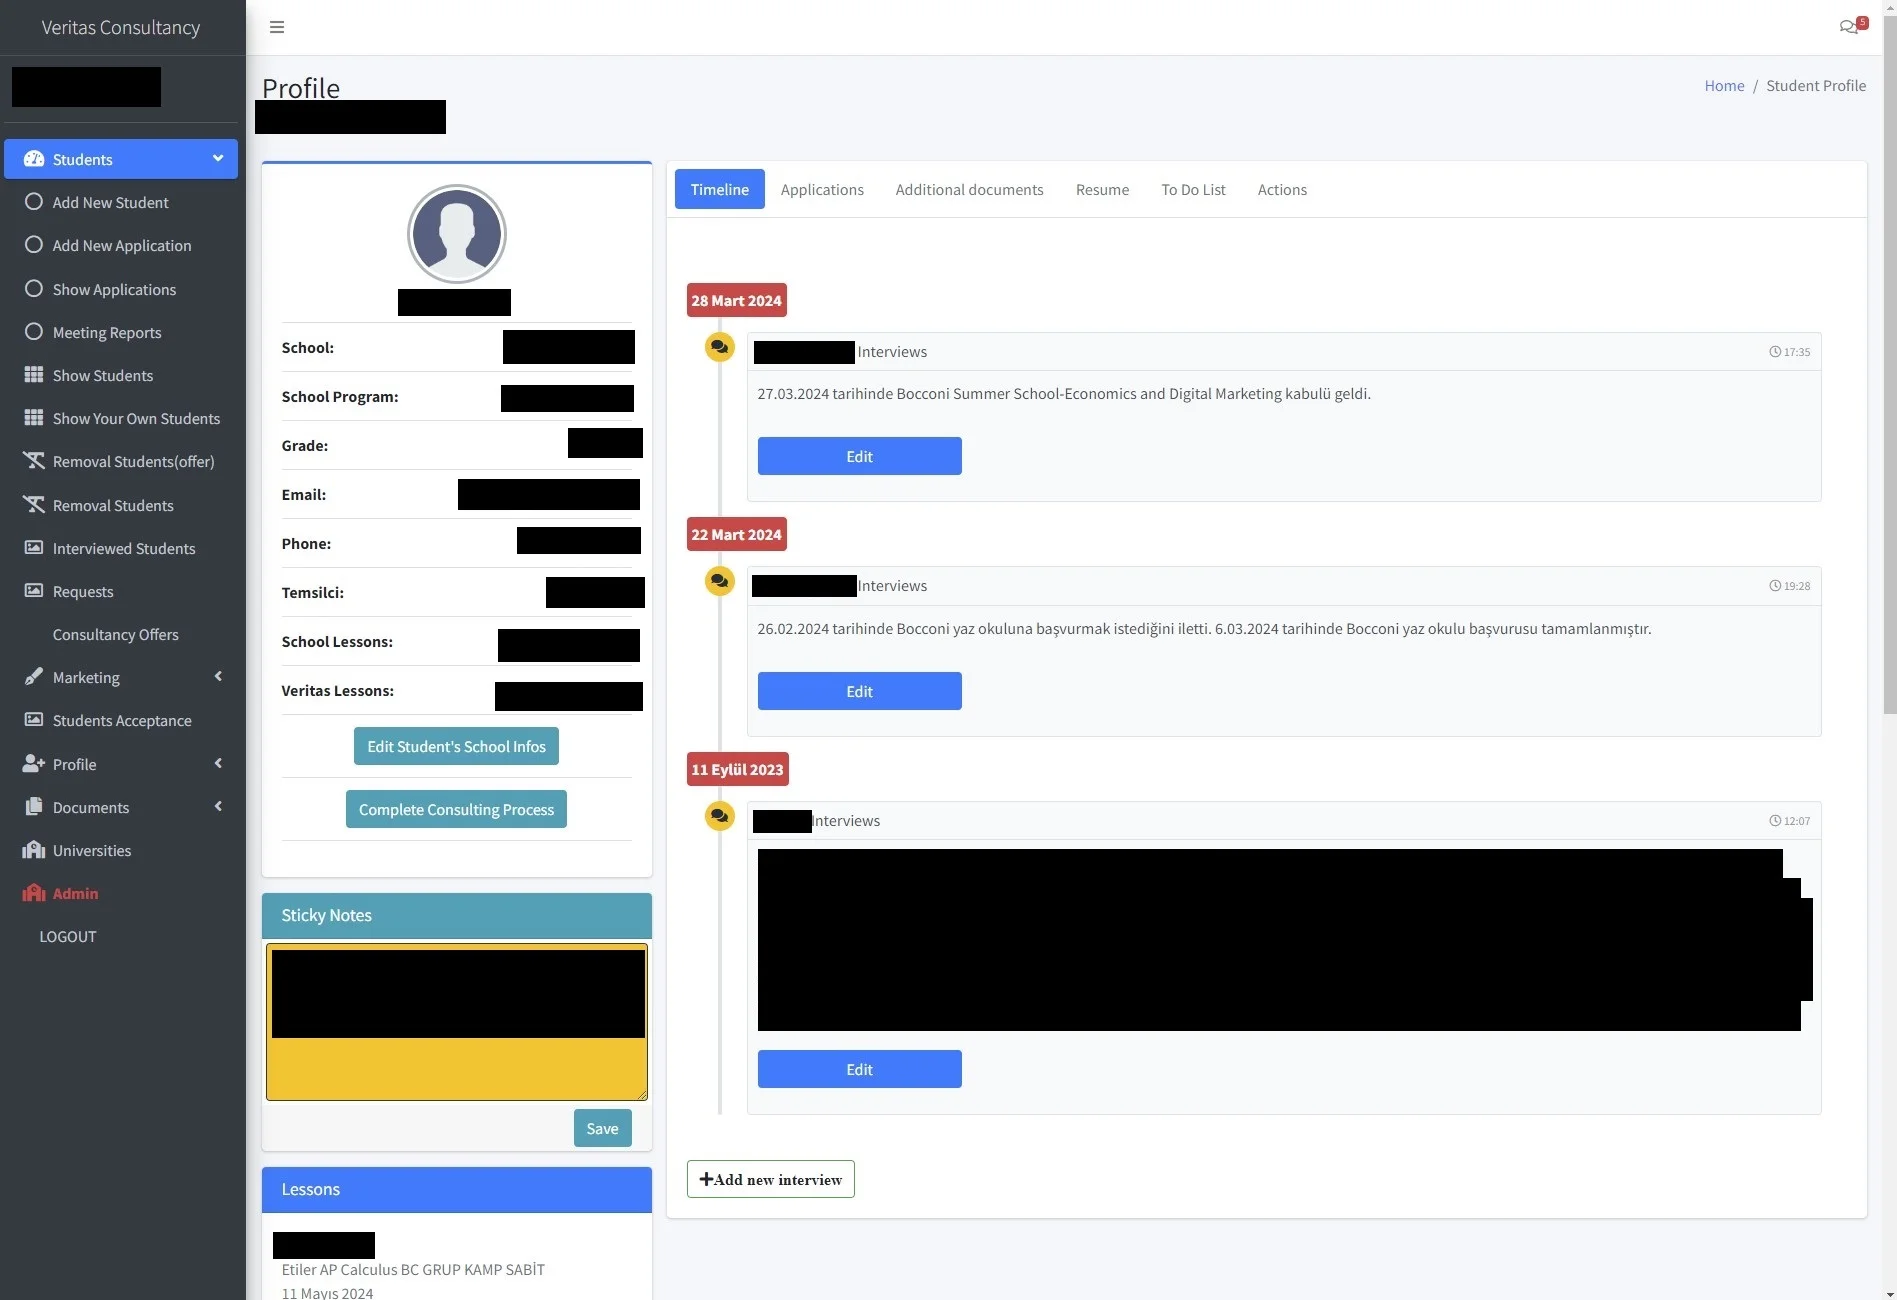 Veritas Consultancy
5
Profile
Home / Student Profile
Students
Add New Student
Add New Application
Show Applications
Meeting Reports
Show Students
Show Your Own Students
Removal Students(offer)
Removal Students
Interviewed Students
Requests
Consultancy Offers
Marketing
Students Acceptance
Profile
Documents
Universities
Admin
LOGOUT
School:
School Program:
Grade:
Email:
Phone:
Temsilci:
School Lessons:
Veritas Lessons:
Edit Student's School Infos
Complete Consulting Process
Sticky Notes
Save
Lessons
Etiler AP Calculus BC GRUP KAMP SABİT
11 Mayıs 2024
Timeline Applications Additional documents Resume To Do List Actions
28 Mart 2024
Interviews 17:35
27.03.2024 tarihinde Bocconi Summer School-Economics and Digital Marketing kabulü geldi.
Edit
22 Mart 2024
Interviews 19:28
26.02.2024 tarihinde Bocconi yaz okuluna başvurmak istediğini iletti. 6.03.2024 tarihinde Bocconi yaz okulu başvurusu tamamlanmıştır.
Edit
11 Eylül 2023
Interviews 12:07
Edit
+Add new interview